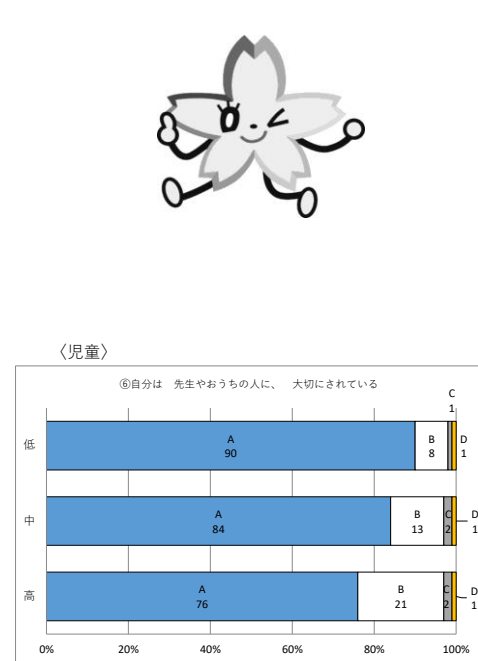 〈児童〉
⑥自分は 先生やおうちの人に、 大切にされている
C
1
低
A
90
B
8
D
1
中
A
84
B
13
C
2
D
1
高
A
76
B
21
C
2
D
1
0% 20% 40% 60% 80% 100%